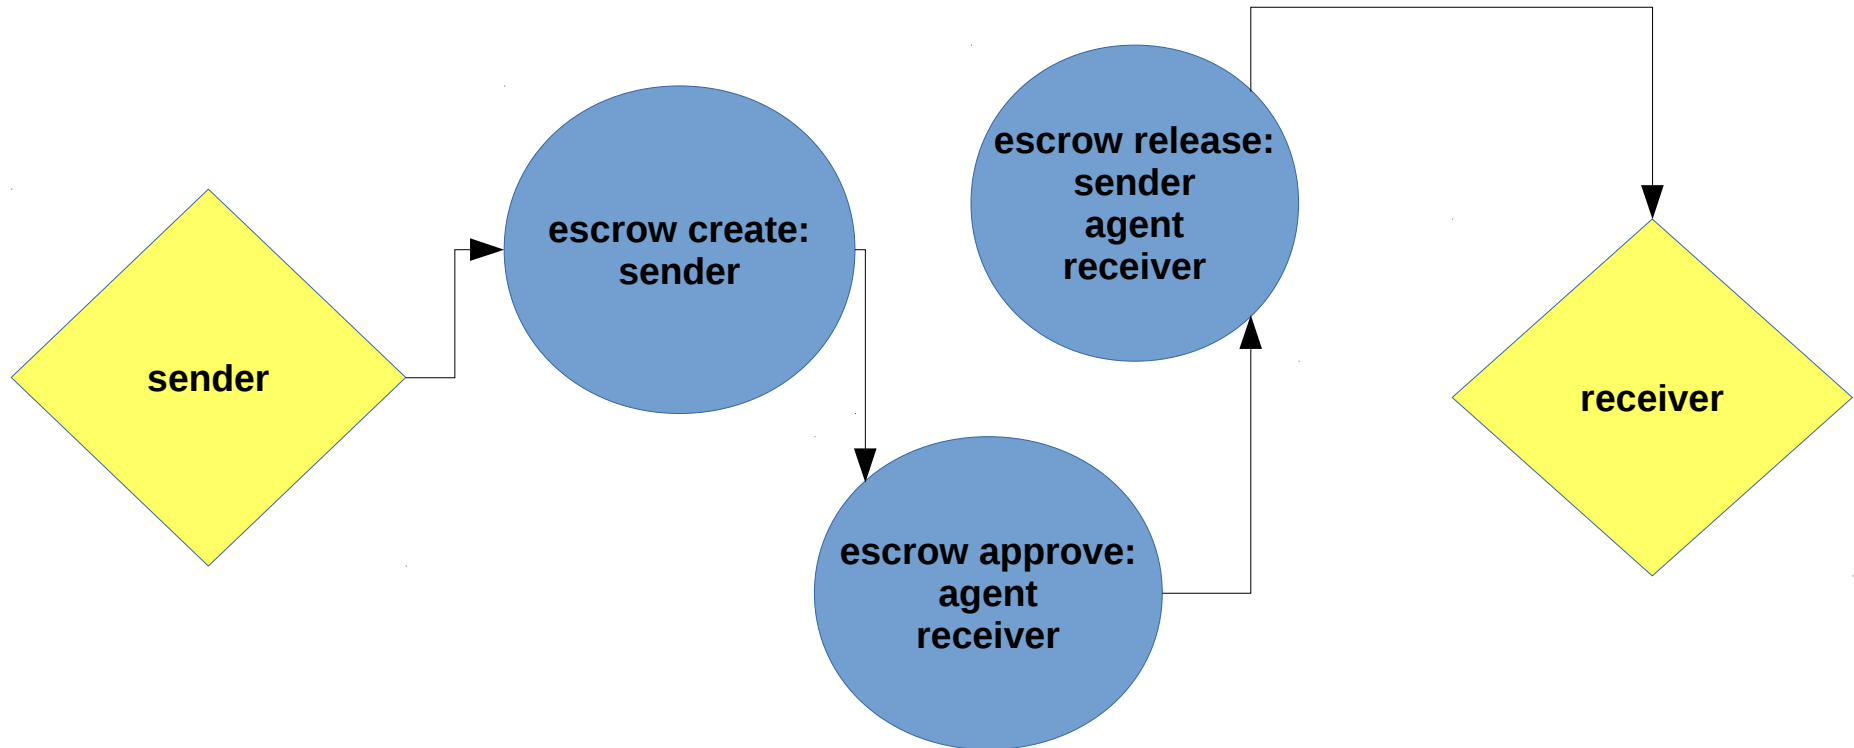 sender
escrow create:
sender
escrow approve:
agent
receiver
escrow release:
sender
agent
receiver
receiver